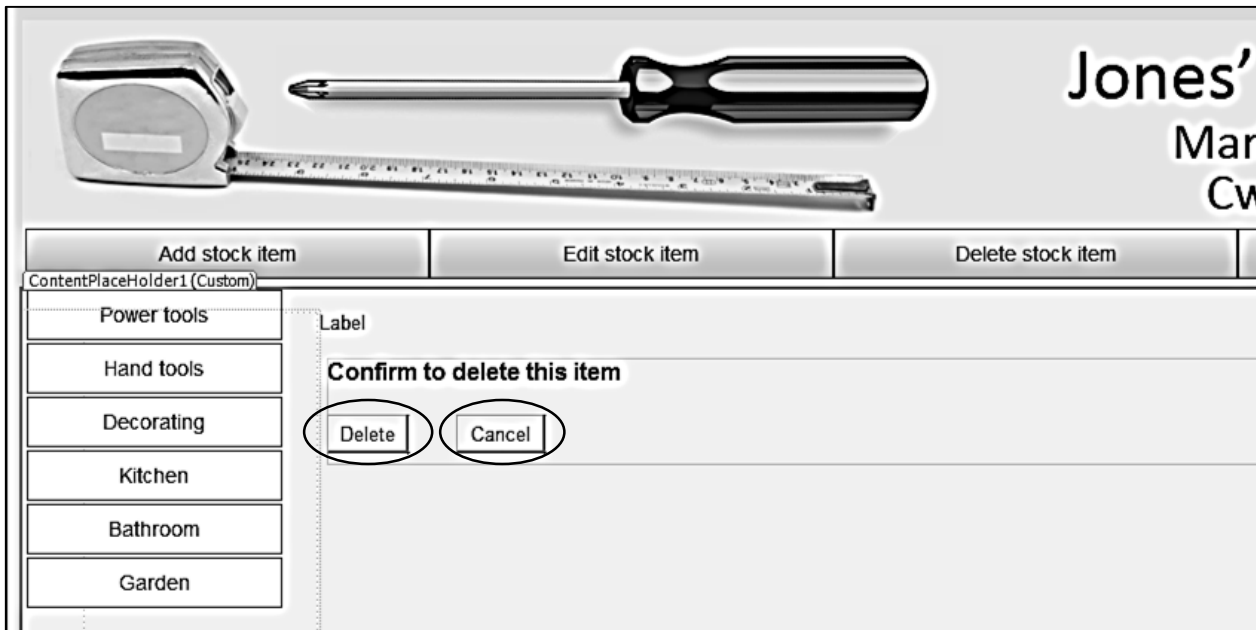 Jones'
Mar
Cw
Add stock item
Edit stock item
Delete stock item
ContentPlaceHolder1 (Custom)
Power tools
Hand tools
Decorating
Kitchen
Bathroom
Garden
Label
Confirm to delete this item
Delete
Cancel